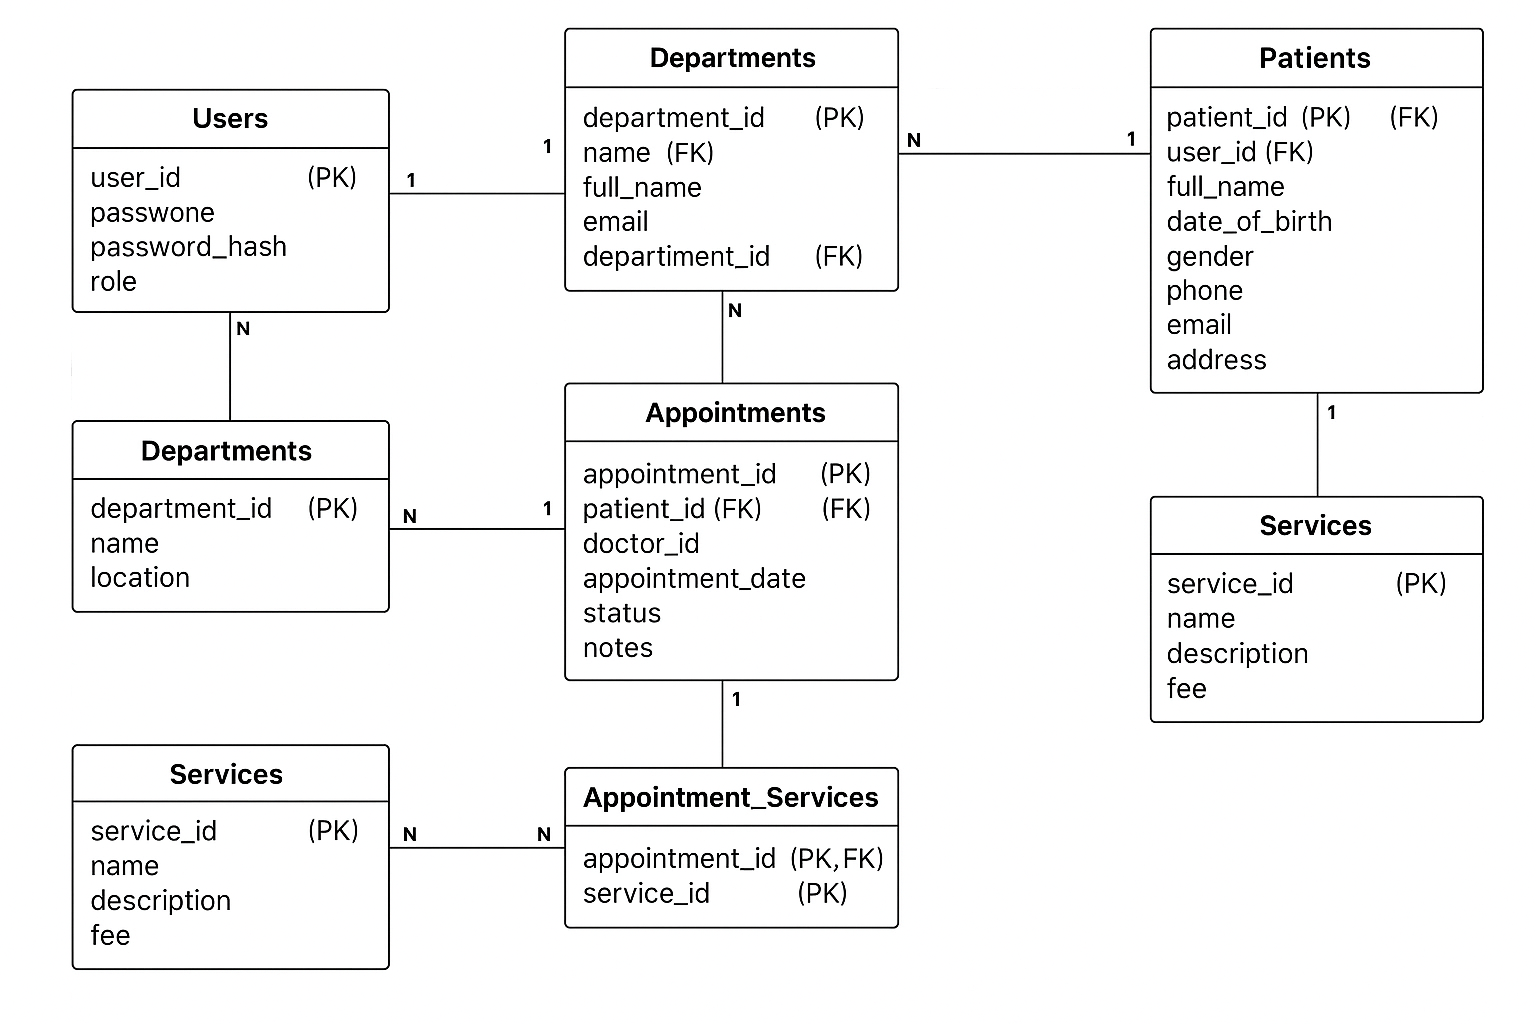 Users
user_id (PK)
passwone
password_hash
role
1
1
N
Departments
department_id (PK)
name (FK)
full_name
email
departiment_id (FK)
N
1
N
Patients
patient_id (PK) (FK)
user_id (FK)
full_name
date_of_birth
gender
phone
email
address
1
Departments
department_id (PK)
name
location
N
1
Appointments
appointment_id (PK)
patient_id (FK) (FK)
doctor_id
appointment_date
status
notes
1
Services
service_id (PK)
name
description
fee
Services
service_id (PK)
name
description
fee
N
N
Appointment_Services
appointment_id (PK,FK)
service_id (PK)